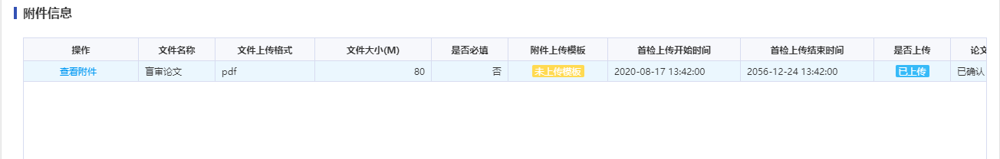 附件信息
操作 文件名称 文件上传格式 文件大小(M) 是否必填 附件上传模板 首检上传开始时间 首检上传结束时间 是否上传 论文
查看附件 盲审论文 pdf 80 否 未上传模板 2020-08-17 13:42:00 2056-12-24 13:42:00 已上传 已确认